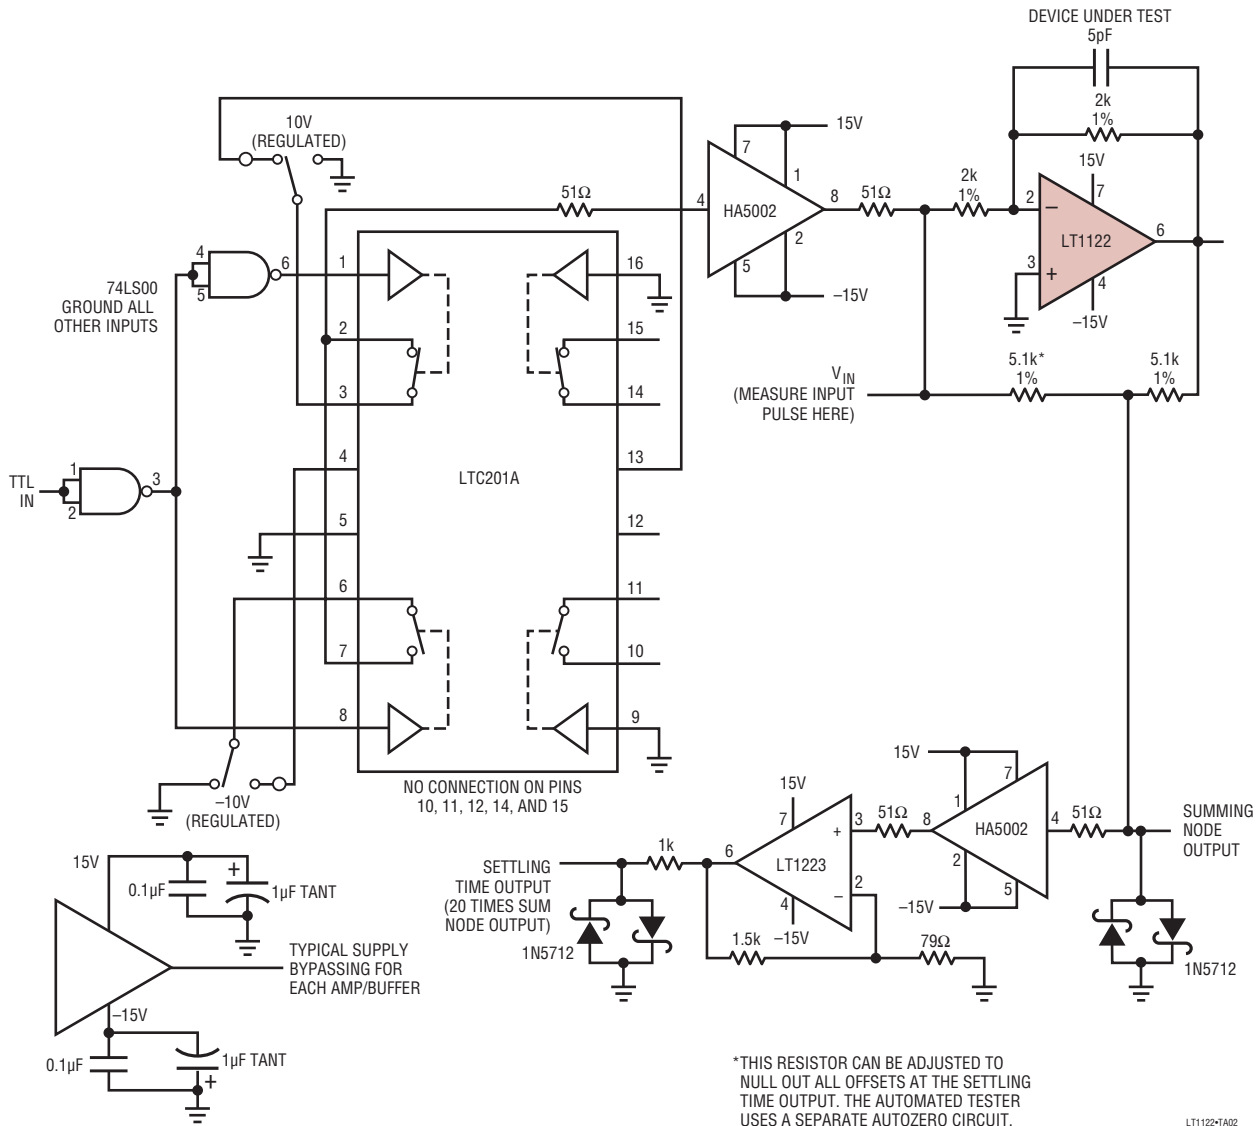 DEVICE UNDER TEST
5pF
2k
1%
15V
7
2
–
LT1122
6
3
+
4
–15V
10V
(REGULATED)
51Ω
4
7
15V
1
HA5002
8
2
5
–15V
51Ω
2k
1%
74LS00
GROUND ALL
OTHER INPUTS
4
5
6
1
16
2
15
3
14
4
13
LTC201A
5
12
6
11
7
10
8
9
TTL
IN
1
2
3
VIN
(MEASURE INPUT
PULSE HERE)
5.1k*
1%
5.1k
1%
–10V
(REGULATED)
NO CONNECTION ON PINS
10, 11, 12, 14, AND 15
15V
7
1
HA5002
4
8
2
5
–15V
51Ω
51Ω
SUMMING
NODE
OUTPUT
1N5712
15V
7
+
3
LT1223
6
2
–
4
–15V
1k
SETTLING
TIME OUTPUT
(20 TIMES SUM
NODE OUTPUT)
1N5712
1.5k
79Ω
15V
0.1µF
+
1µF TANT
TYPICAL SUPPLY
BYPASSING FOR
EACH AMP/BUFFER
–15V
0.1µF
1µF TANT
+
*THIS RESISTOR CAN BE ADJUSTED TO
NULL OUT ALL OFFSETS AT THE SETTLING
TIME OUTPUT. THE AUTOMATED TESTER
USES A SEPARATE AUTOZERO CIRCUIT.
LT1122•TA02